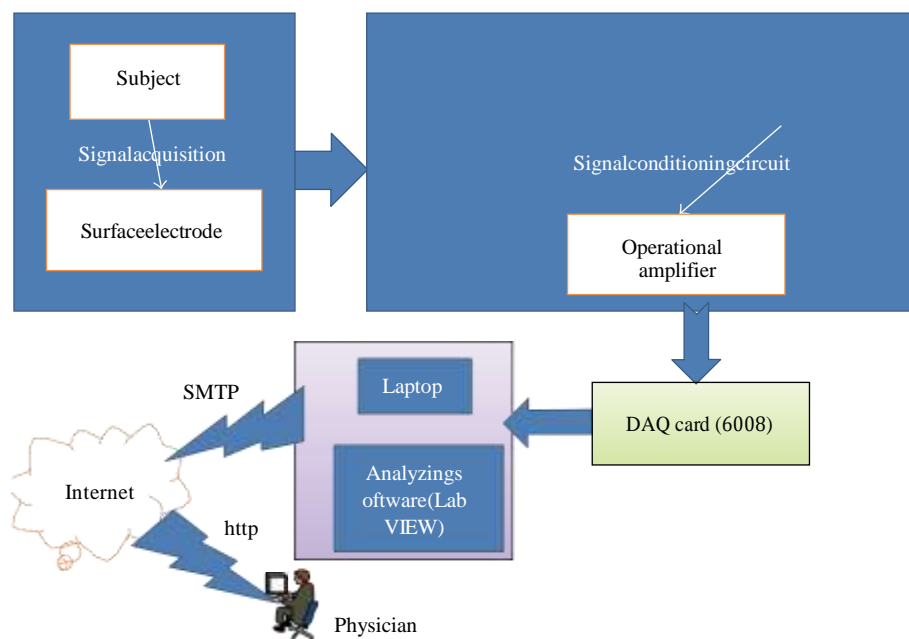 Subject
Signalacquisition
Surfaceelectrode
Signalconditioningcircuit
Operational
amplifier
SMTP
Laptop
DAQ card (6008)
Analyzings
oftware(Lab
VIEW)
Internet
http
Physician